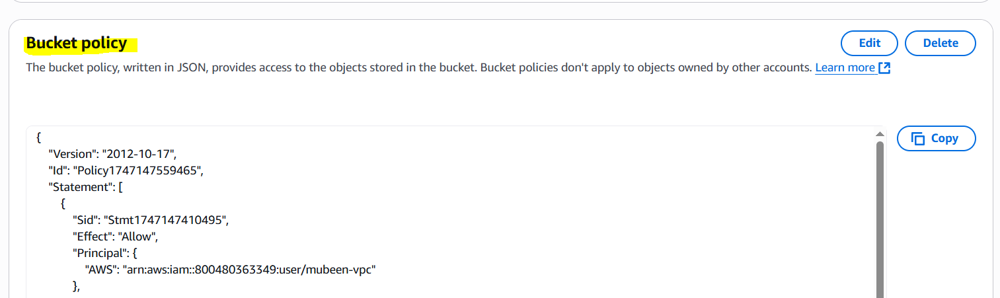 Bucket policy
Edit
Delete
The bucket policy, written in JSON, provides access to the objects stored in the bucket. Bucket policies don't apply to objects owned by other accounts. Learn more
Copy
{
"Version": "2012-10-17",
"Id": "Policy1747147559465",
"Statement": [
{
"Sid": "Stmt1747147410495",
"Effect": "Allow",
"Principal": {
"AWS": "arn:aws:iam::800480363349:user/mubeen-vpc"
},